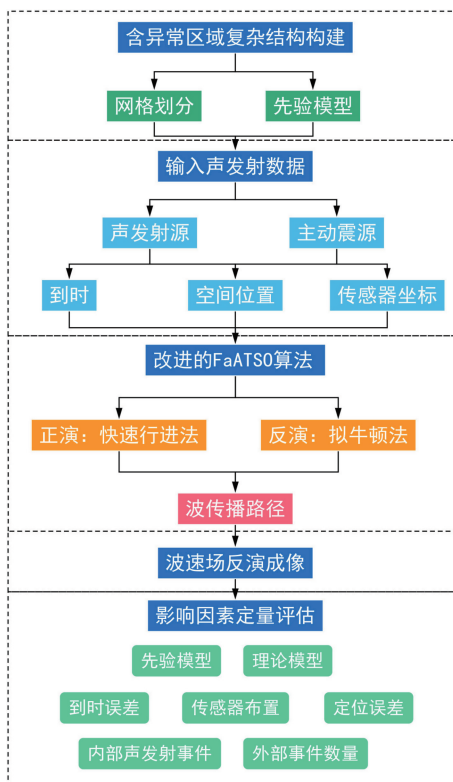 含异常区域复杂结构构建
网格划分
先验模型
输入声发射数据
声发射源
主动震源
到时
空间位置
传感器坐标
改进的FaATSO算法
正演：快速行进法
反演：拟牛顿法
波传播路径
波速场反演成像
影响因素定量评估
先验模型
理论模型
到时误差
传感器布置
定位误差
内部声发射事件
外部事件数量